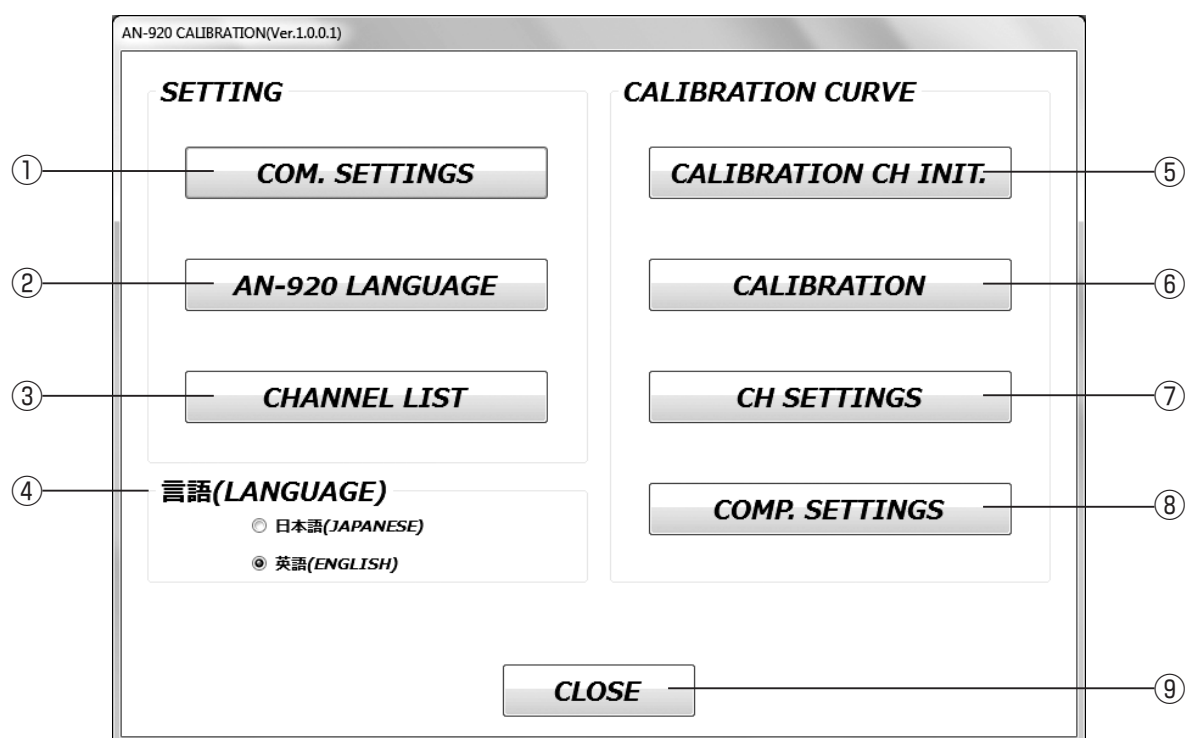 AN-920 CALIBRATION(Ver.1.0.0.1)
SETTING
① COM. SETTINGS
② AN-920 LANGUAGE
③ CHANNEL LIST
④ 言語(LANGUAGE)
日本語(JAPANESE)
英語(ENGLISH)
CALIBRATION CURVE
CALIBRATION CH INIT. ⑤
CALIBRATION ⑥
CH SETTINGS ⑦
COMP. SETTINGS ⑧
CLOSE ⑨